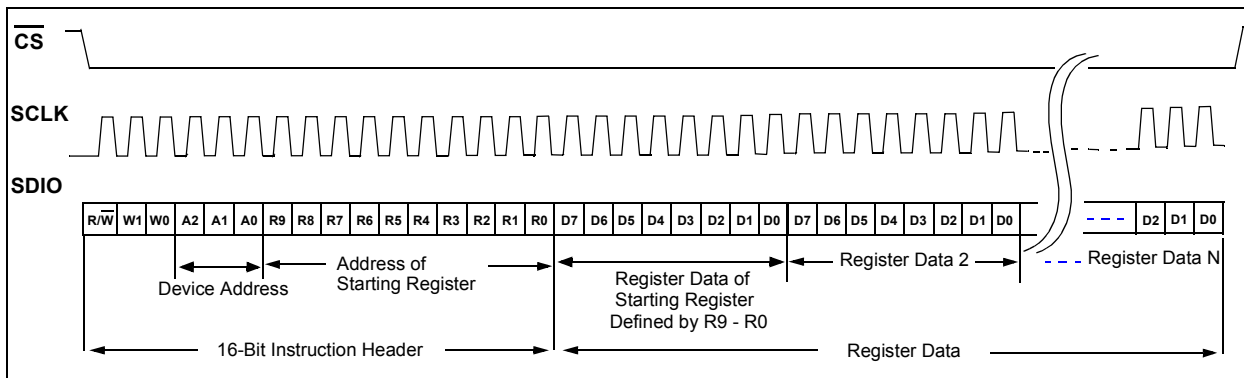 CS
SCLK
SDIO
R/W W1 W0 A2 A1 A0 R9 R8 R7 R6 R5 R4 R3 R2 R1 R0 D7 D6 D5 D4 D3 D2 D1 D0 D7 D6 D5 D4 D3 D2 D1 D0 D2 D1 D0
Device Address
Address of
Starting Register
Register Data of
Starting Register
Defined by R9 - R0
Register Data 2
Register Data N
16-Bit Instruction Header
Register Data